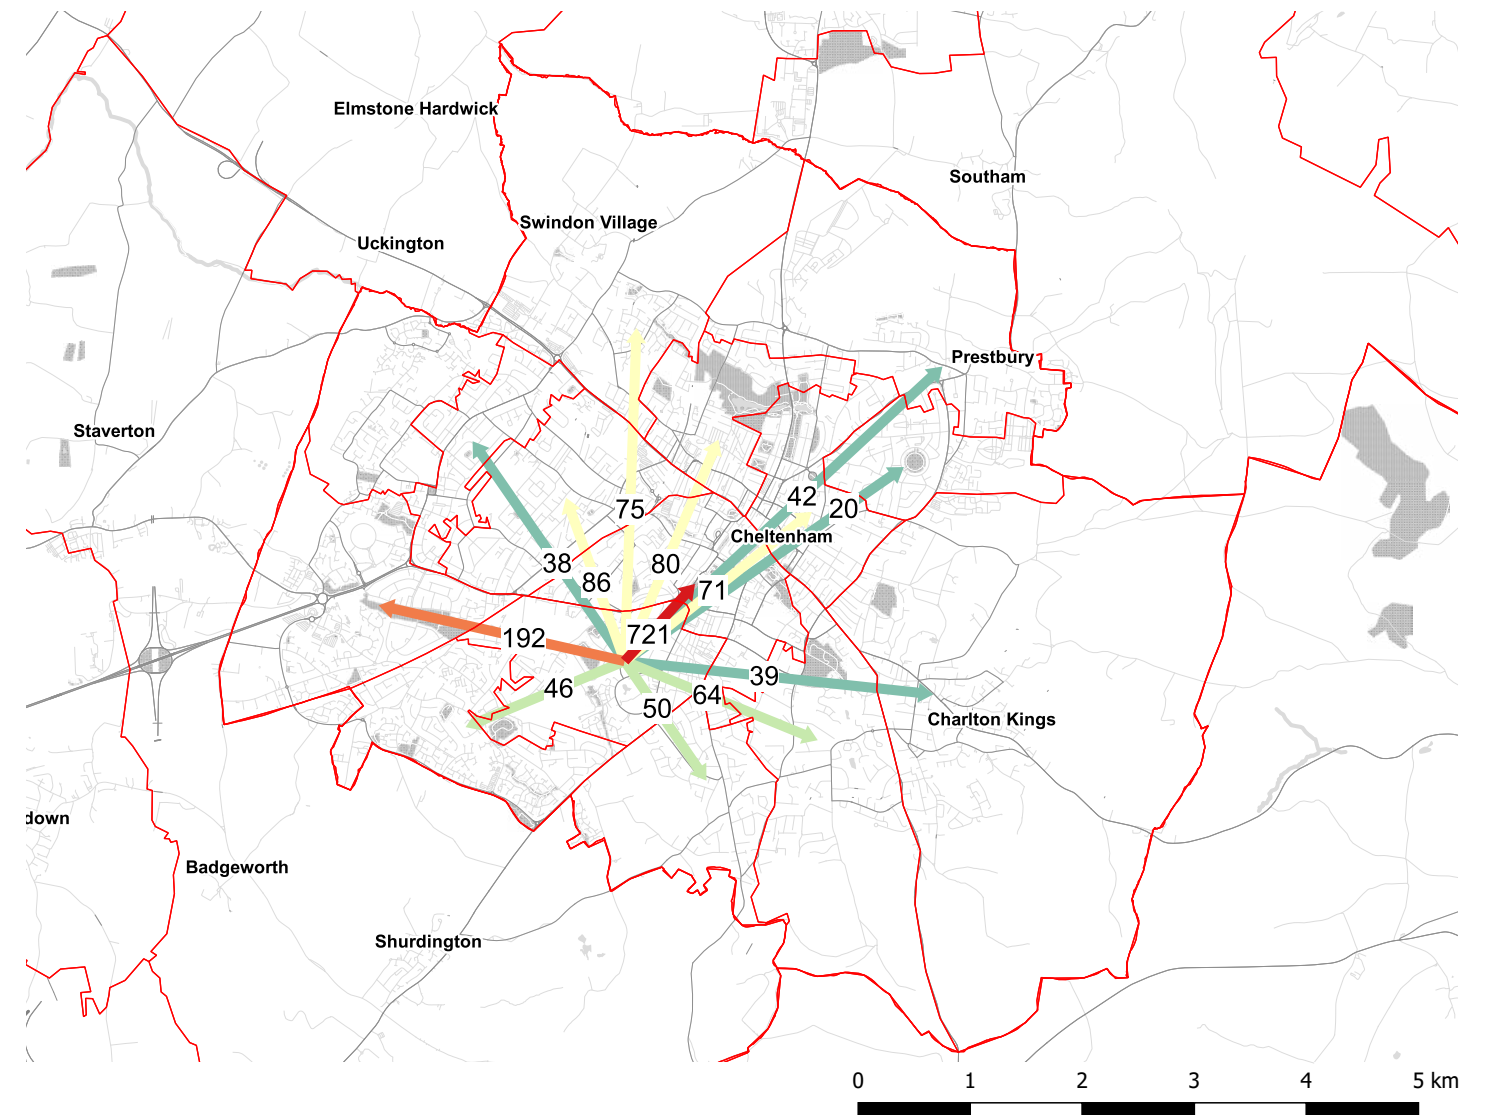 Elmstone Hardwick
Southam
Swindon Village
Uckington
Prestbury
Staverton
42
75
20
Cheltenham
38
80
86
71
721
192
39
46
64
50
Charlton Kings
down
Badgeworth
Shurdington
0 1 2 3 4 5 km